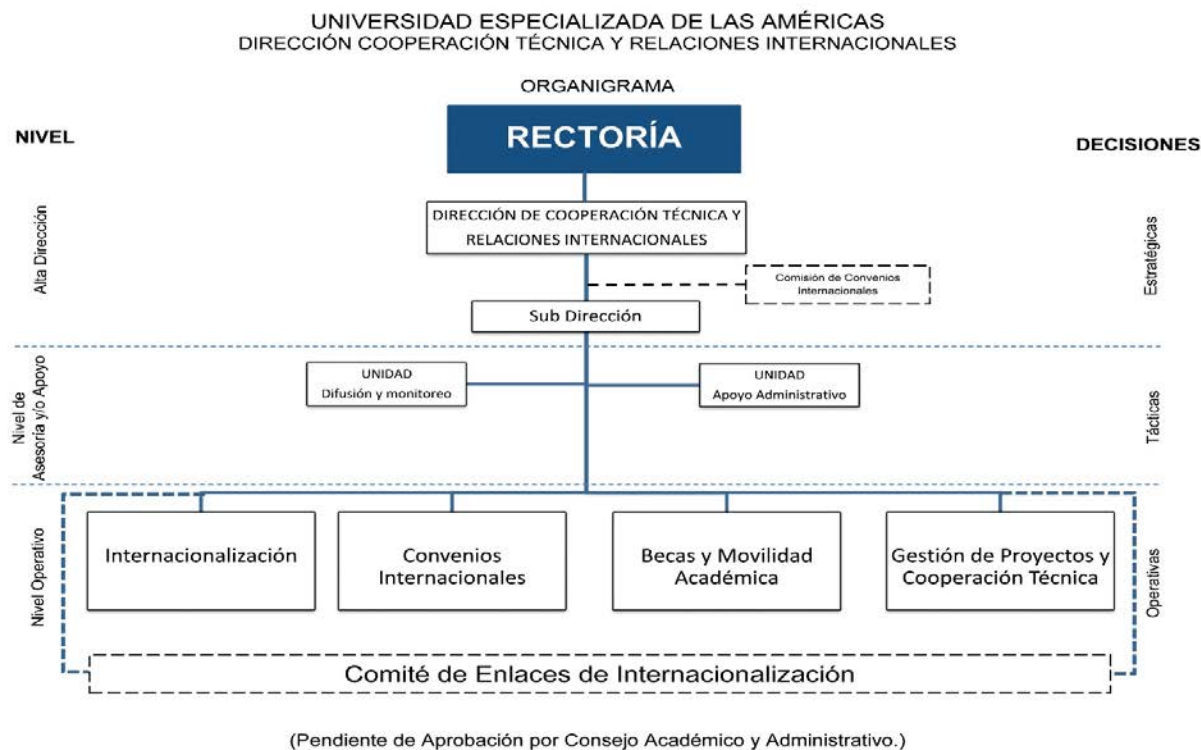 UNIVERSIDAD ESPECIALIZADA DE LAS AMÉRICAS
DIRECCIÓN COOPERACIÓN TÉCNICA Y RELACIONES INTERNACIONALES
ORGANIGRAMA
NIVEL
RECTORÍA
DECISIONES
Alta Dirección
DIRECCIÓN DE COOPERACIÓN TÉCNICA Y
RELACIONES INTERNACIONALES
Estratégicas
Comisión de Convenios
Internacionales
Sub Dirección
Nivel de
Asesoría y/o Apoyo
UNIDAD
Difusión y monitoreo
UNIDAD
Apoyo Administrativo
Tácticas
Nivel Operativo
Internacionalización
Convenios
Internacionales
Becas y Movilidad
Académica
Gestión de Proyectos y
Cooperación Técnica
Operativas
Comité de Enlaces de Internacionalización
(Pendiente de Aprobación por Consejo Académico y Administrativo.)